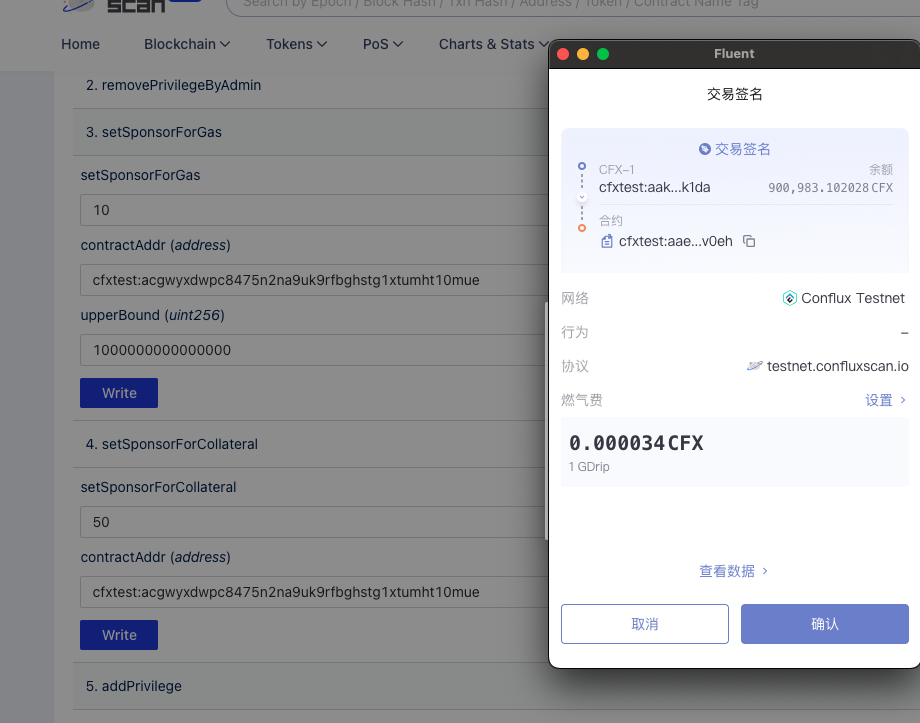 scan
Search by Epoch / Block Hash / Txn Hash / Address / Token / Contract Name Tag
Home Blockchain Tokens PoS Charts & Stats
2. removePrivilegeByAdmin
3. setSponsorForGas
setSponsorForGas
10
contractAddr (address)
cfxtest:acgwyxdwpc8475n2na9uk9rfbghstg1xtumht10mue
upperBound (uint256)
1000000000000000
Write
4. setSponsorForCollateral
setSponsorForCollateral
50
contractAddr (address)
cfxtest:acgwyxdwpc8475n2na9uk9rfbghstg1xtumht10mue
Write
5. addPrivilege
Fluent
交易签名
交易签名
CFX-1 余额
cfxtest:aak...k1da 900,983.102028 CFX
合约
cfxtest:aae...v0eh
网络 Conflux Testnet
行为 –
协议 testnet.confluxscan.io
燃气费 设置 >
0.000034 CFX
1 GDrip
查看数据 >
取消 确认